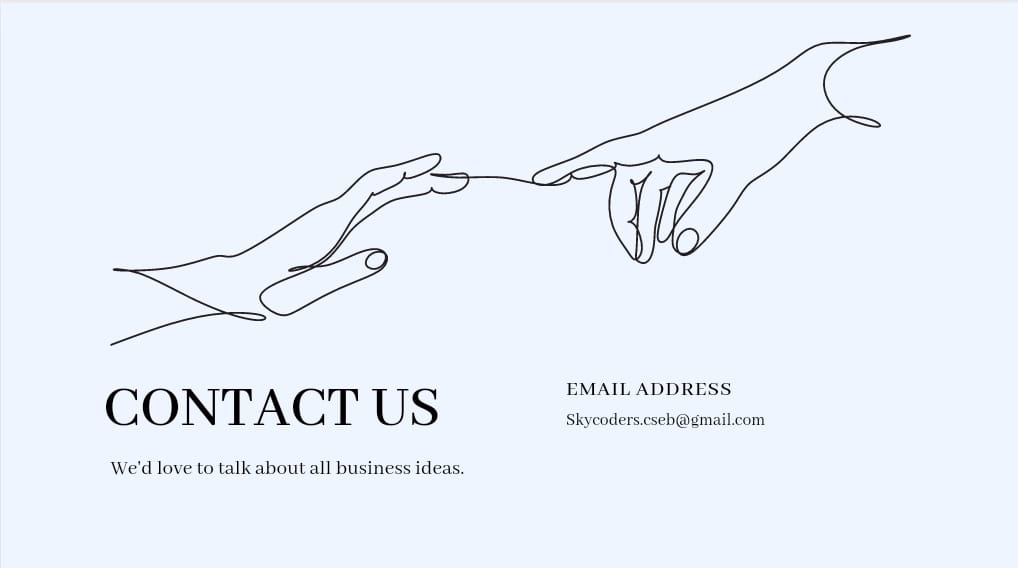 CONTACT US
We'd love to talk about all business ideas.
EMAIL ADDRESS
Skycoders.cseb@gmail.com